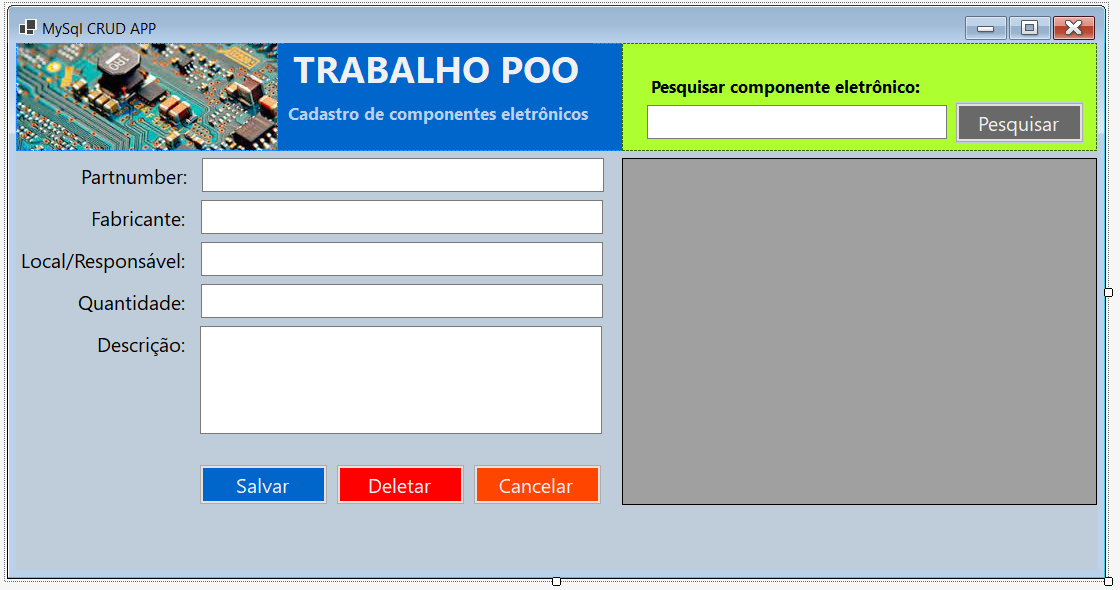 MySql CRUD APP
TRABALHO POO
Cadastro de componentes eletrônicos
Pesquisar componente eletrônico:
Pesquisar
Partnumber:
Fabricante:
Local/Responsável:
Quantidade:
Descrição:
Salvar
Deletar
Cancelar